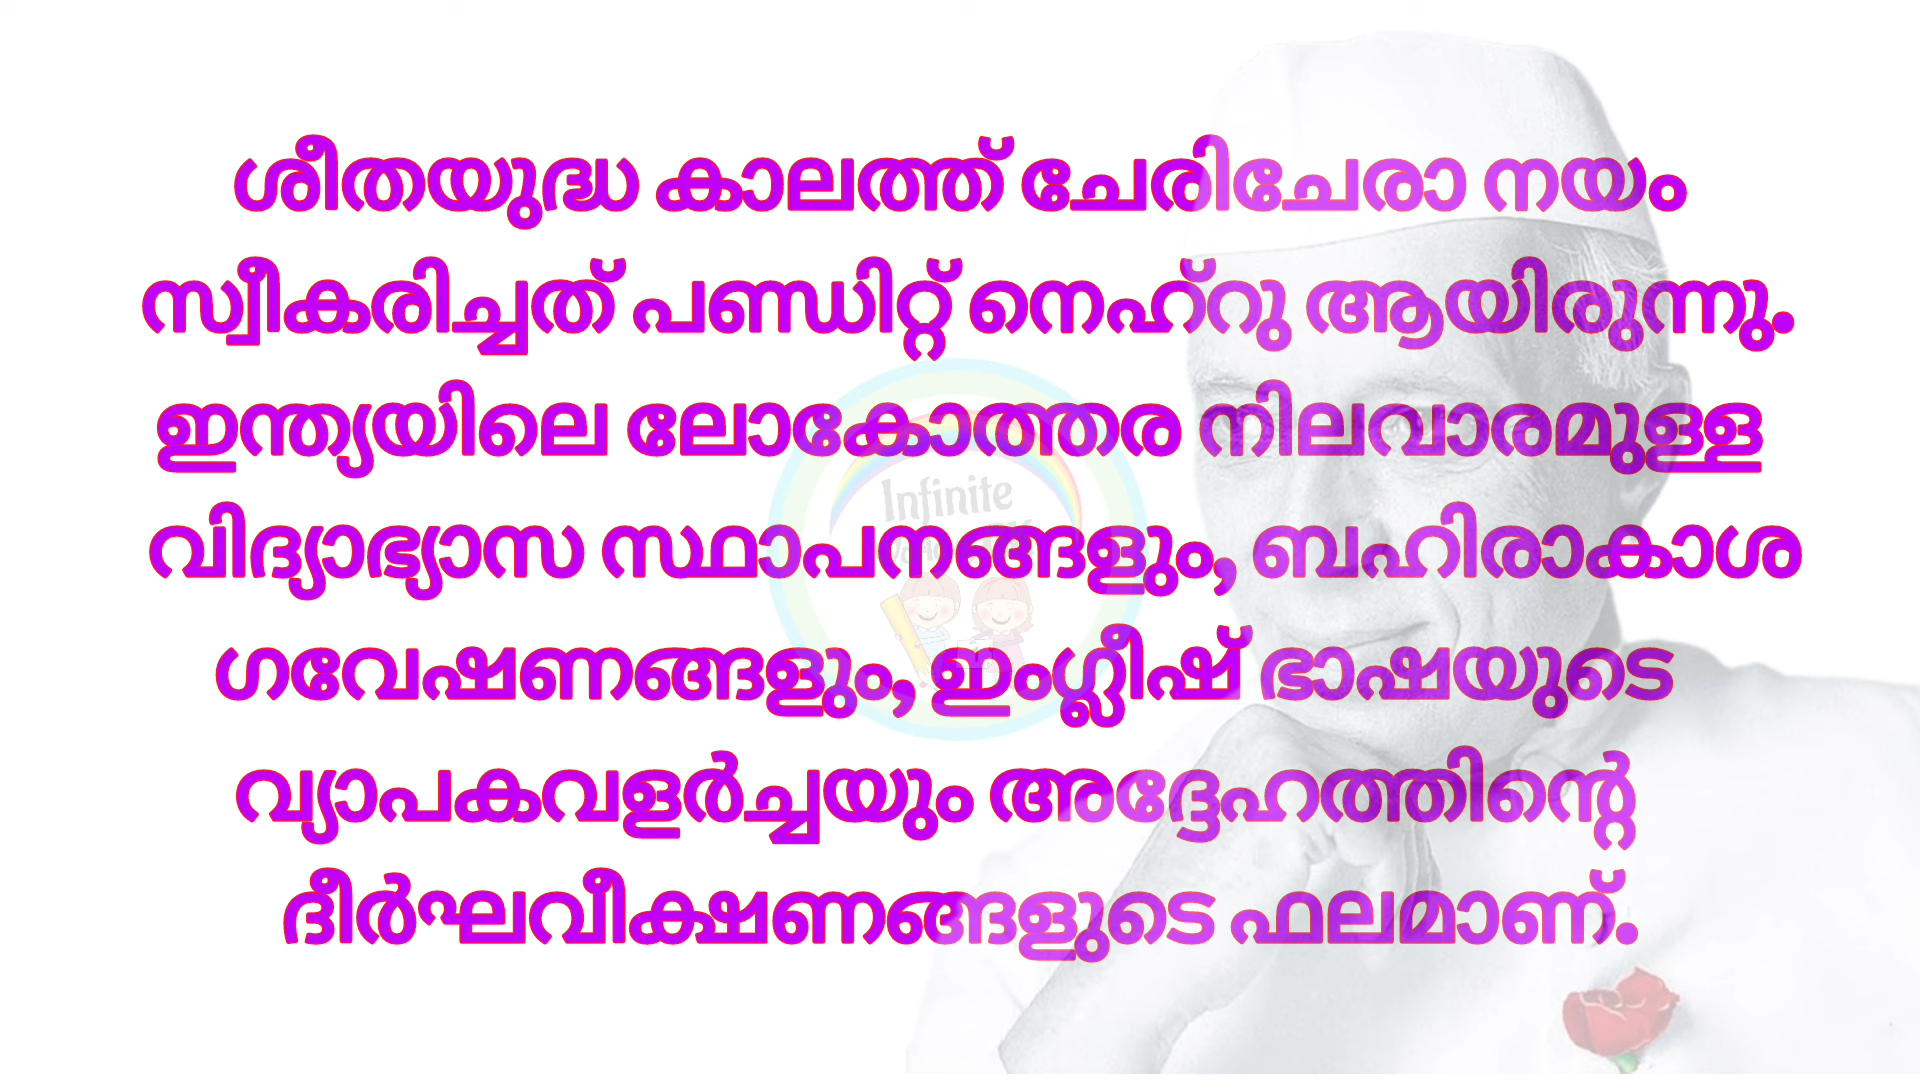 ശീതയുദ്ധ കാലത്ത് ചേരിചേരാ നയം
സ്വീകരിച്ചത് പണ്ഡിറ്റ് നെഹ്റു ആയിരുന്നു.
ഇന്ത്യയിലെ ലോകോത്തര നിലവാരമുള്ള
വിദ്യാഭ്യാസ സ്ഥാപനങ്ങളും, ബഹിരാകാശ
ഗവേഷണങ്ങളും, ഇംഗ്ലീഷ് ഭാഷയുടെ
വ്യാപകവളർച്ചയും അദ്ദേഹത്തിന്റെ
ദീർഘവീക്ഷണങ്ങളുടെ ഫലമാണ്.
Infinite